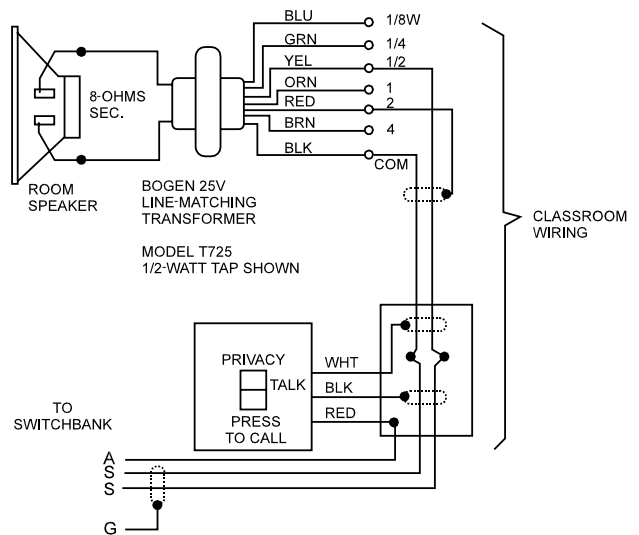 BLU 1/8W
GRN 1/4
YEL 1/2
ORN 1
RED 2
BRN 4
BLK COM
8-OHMS
SEC.
ROOM
SPEAKER
BOGEN 25V
LINE-MATCHING
TRANSFORMER
MODEL T725
1/2-WATT TAP SHOWN
CLASSROOM
WIRING
PRIVACY
TALK
PRESS
TO CALL
WHT
BLK
RED
TO
SWITCHBANK
A
S
S
G